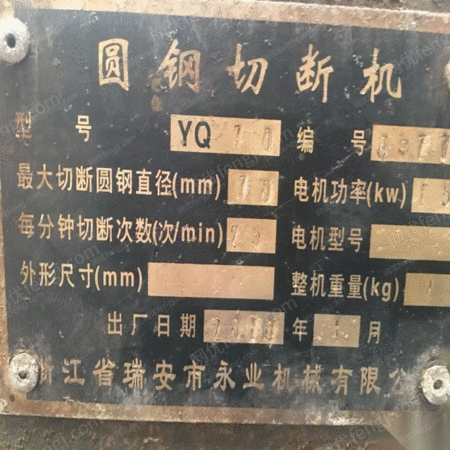 圆钢切断机
型号 YQ70 编号
最大切断圆钢直径(mm) 70 电机功率(kw)
每分钟切断次数(次/min) 电机型号
外形尺寸(mm) 整机重量(kg)
出厂日期 年 月
浙江省瑞安市永业机械有限公